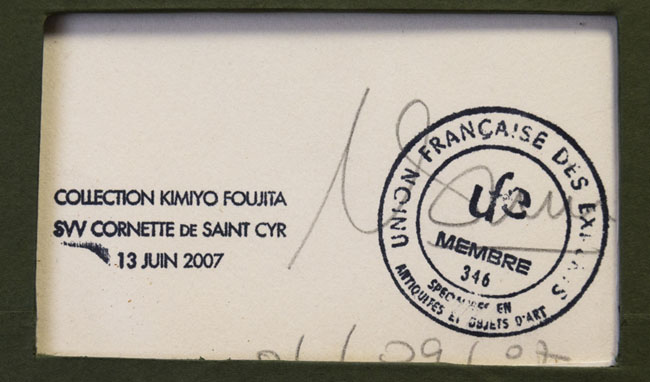 COLLECTION KIMIYO FOUJITA
SVV CORNETTE DE SAINT CYR
13 JUIN 2007
UNION FRANÇAISE DES EXPERTS
ufe
MEMBRE
346
SPÉCIALISÉS EN
ANTIQUITÉS ET OBJETS D'ART